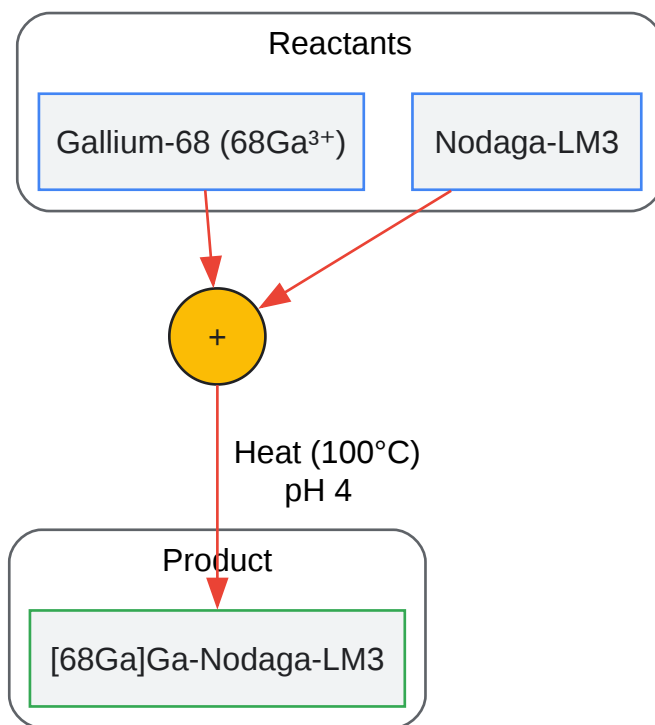 Reactants
Gallium-68 (68Ga³⁺)
Nodaga-LM3
+
Heat (100°C)
pH 4
Product
[68Ga]Ga-Nodaga-LM3